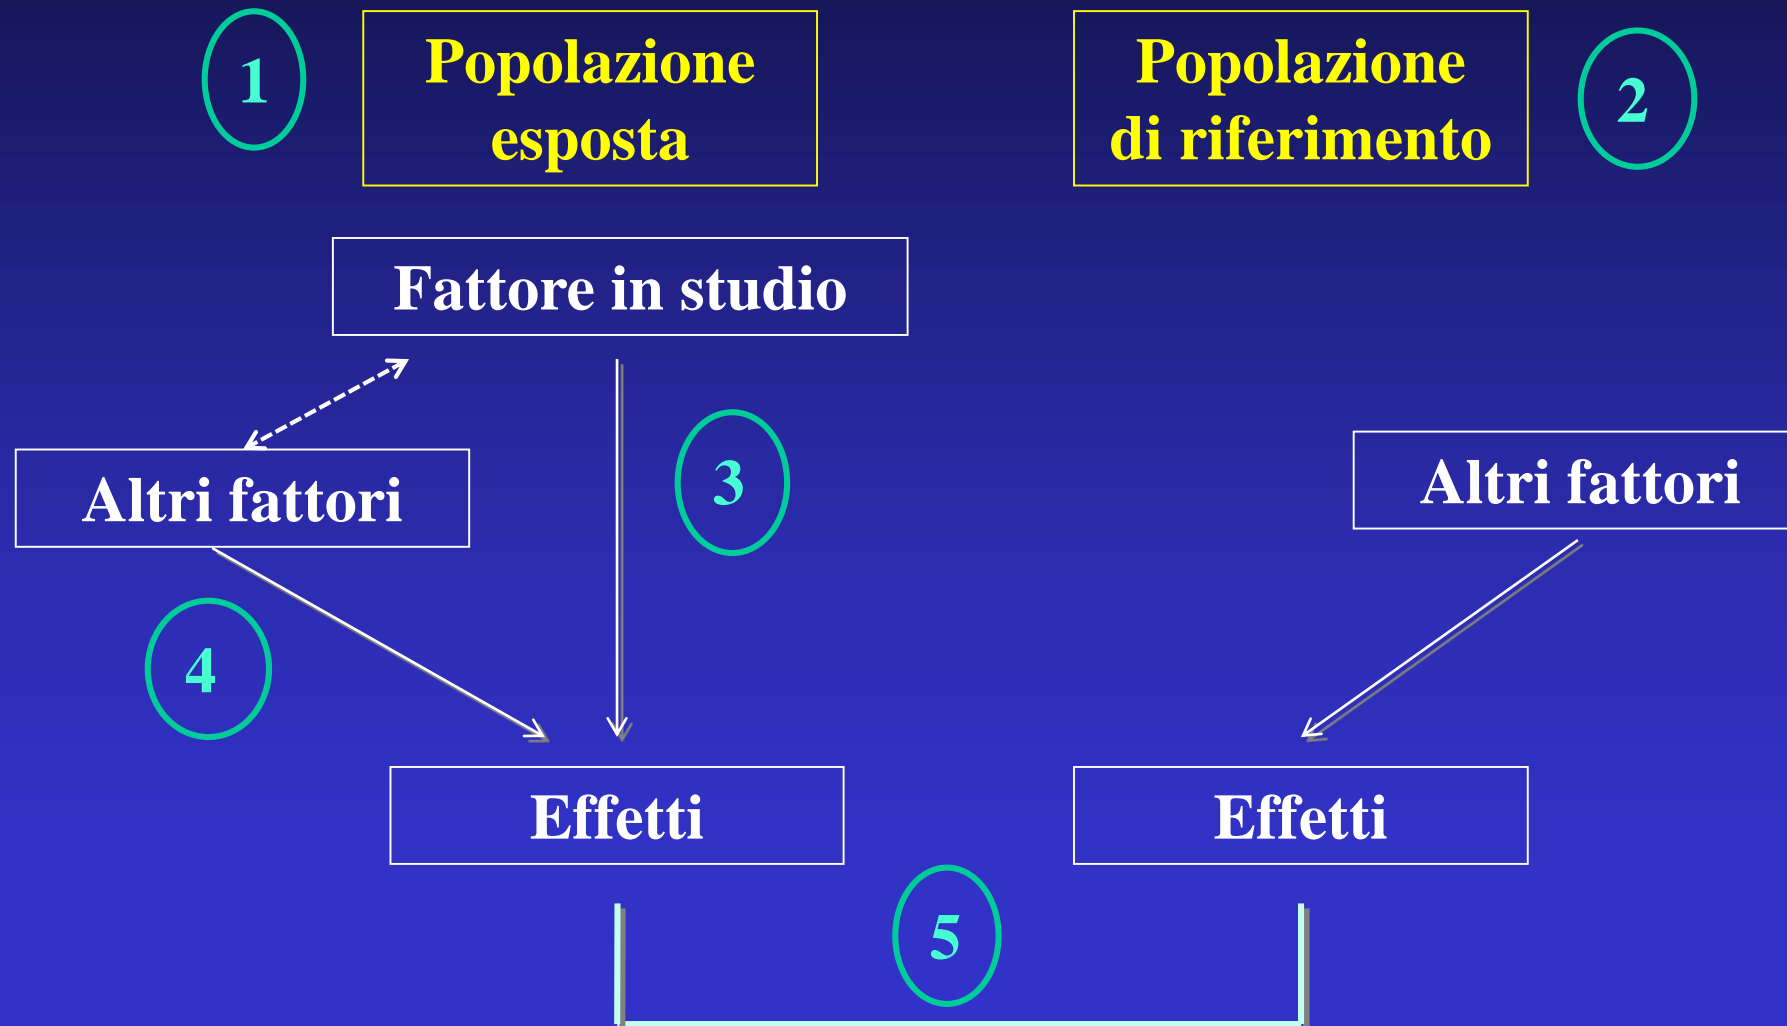 1
Popolazione
esposta
Popolazione
di riferimento
2
Fattore in studio
Altri fattori
3
Altri fattori
4
Effetti
Effetti
5